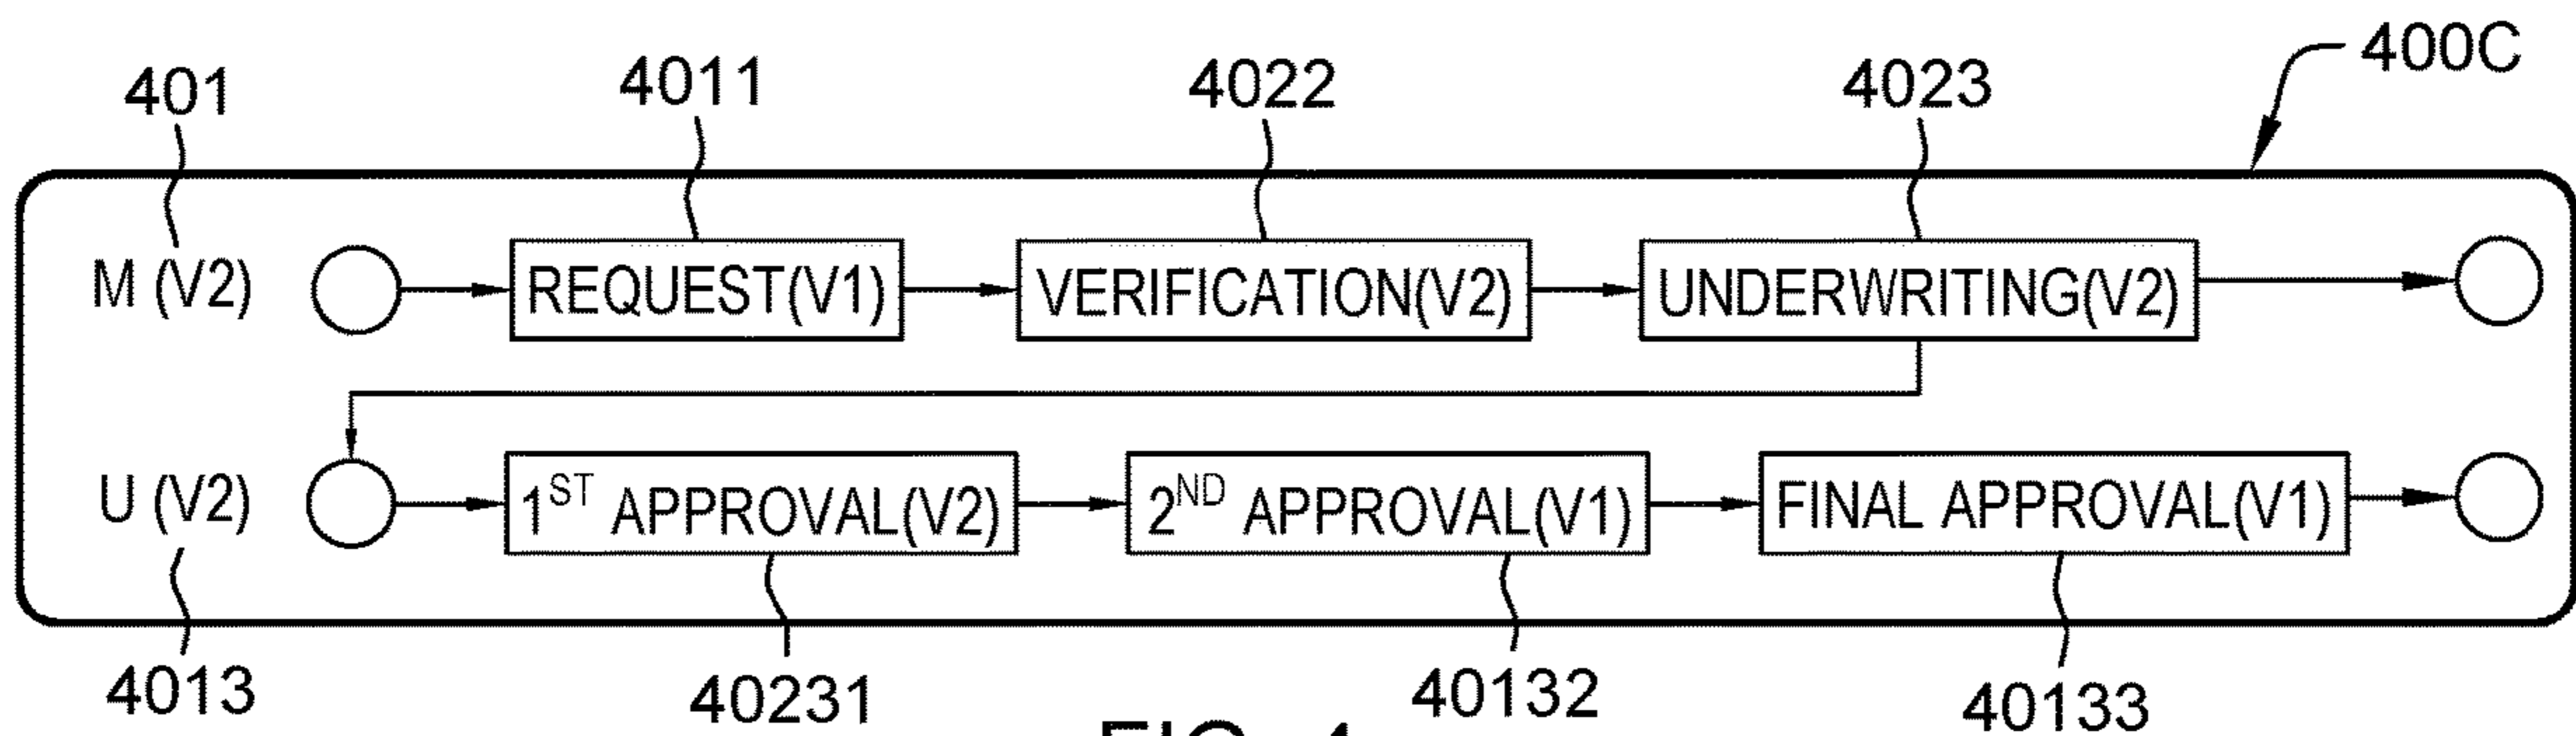 400C
401 4011 4022 4023
M (V2) REQUEST(V1) VERIFICATION(V2) UNDERWRITING(V2)
U (V2) 1ST APPROVAL(V2) 2ND APPROVAL(V1) FINAL APPROVAL(V1)
4013 40231 40132 40133